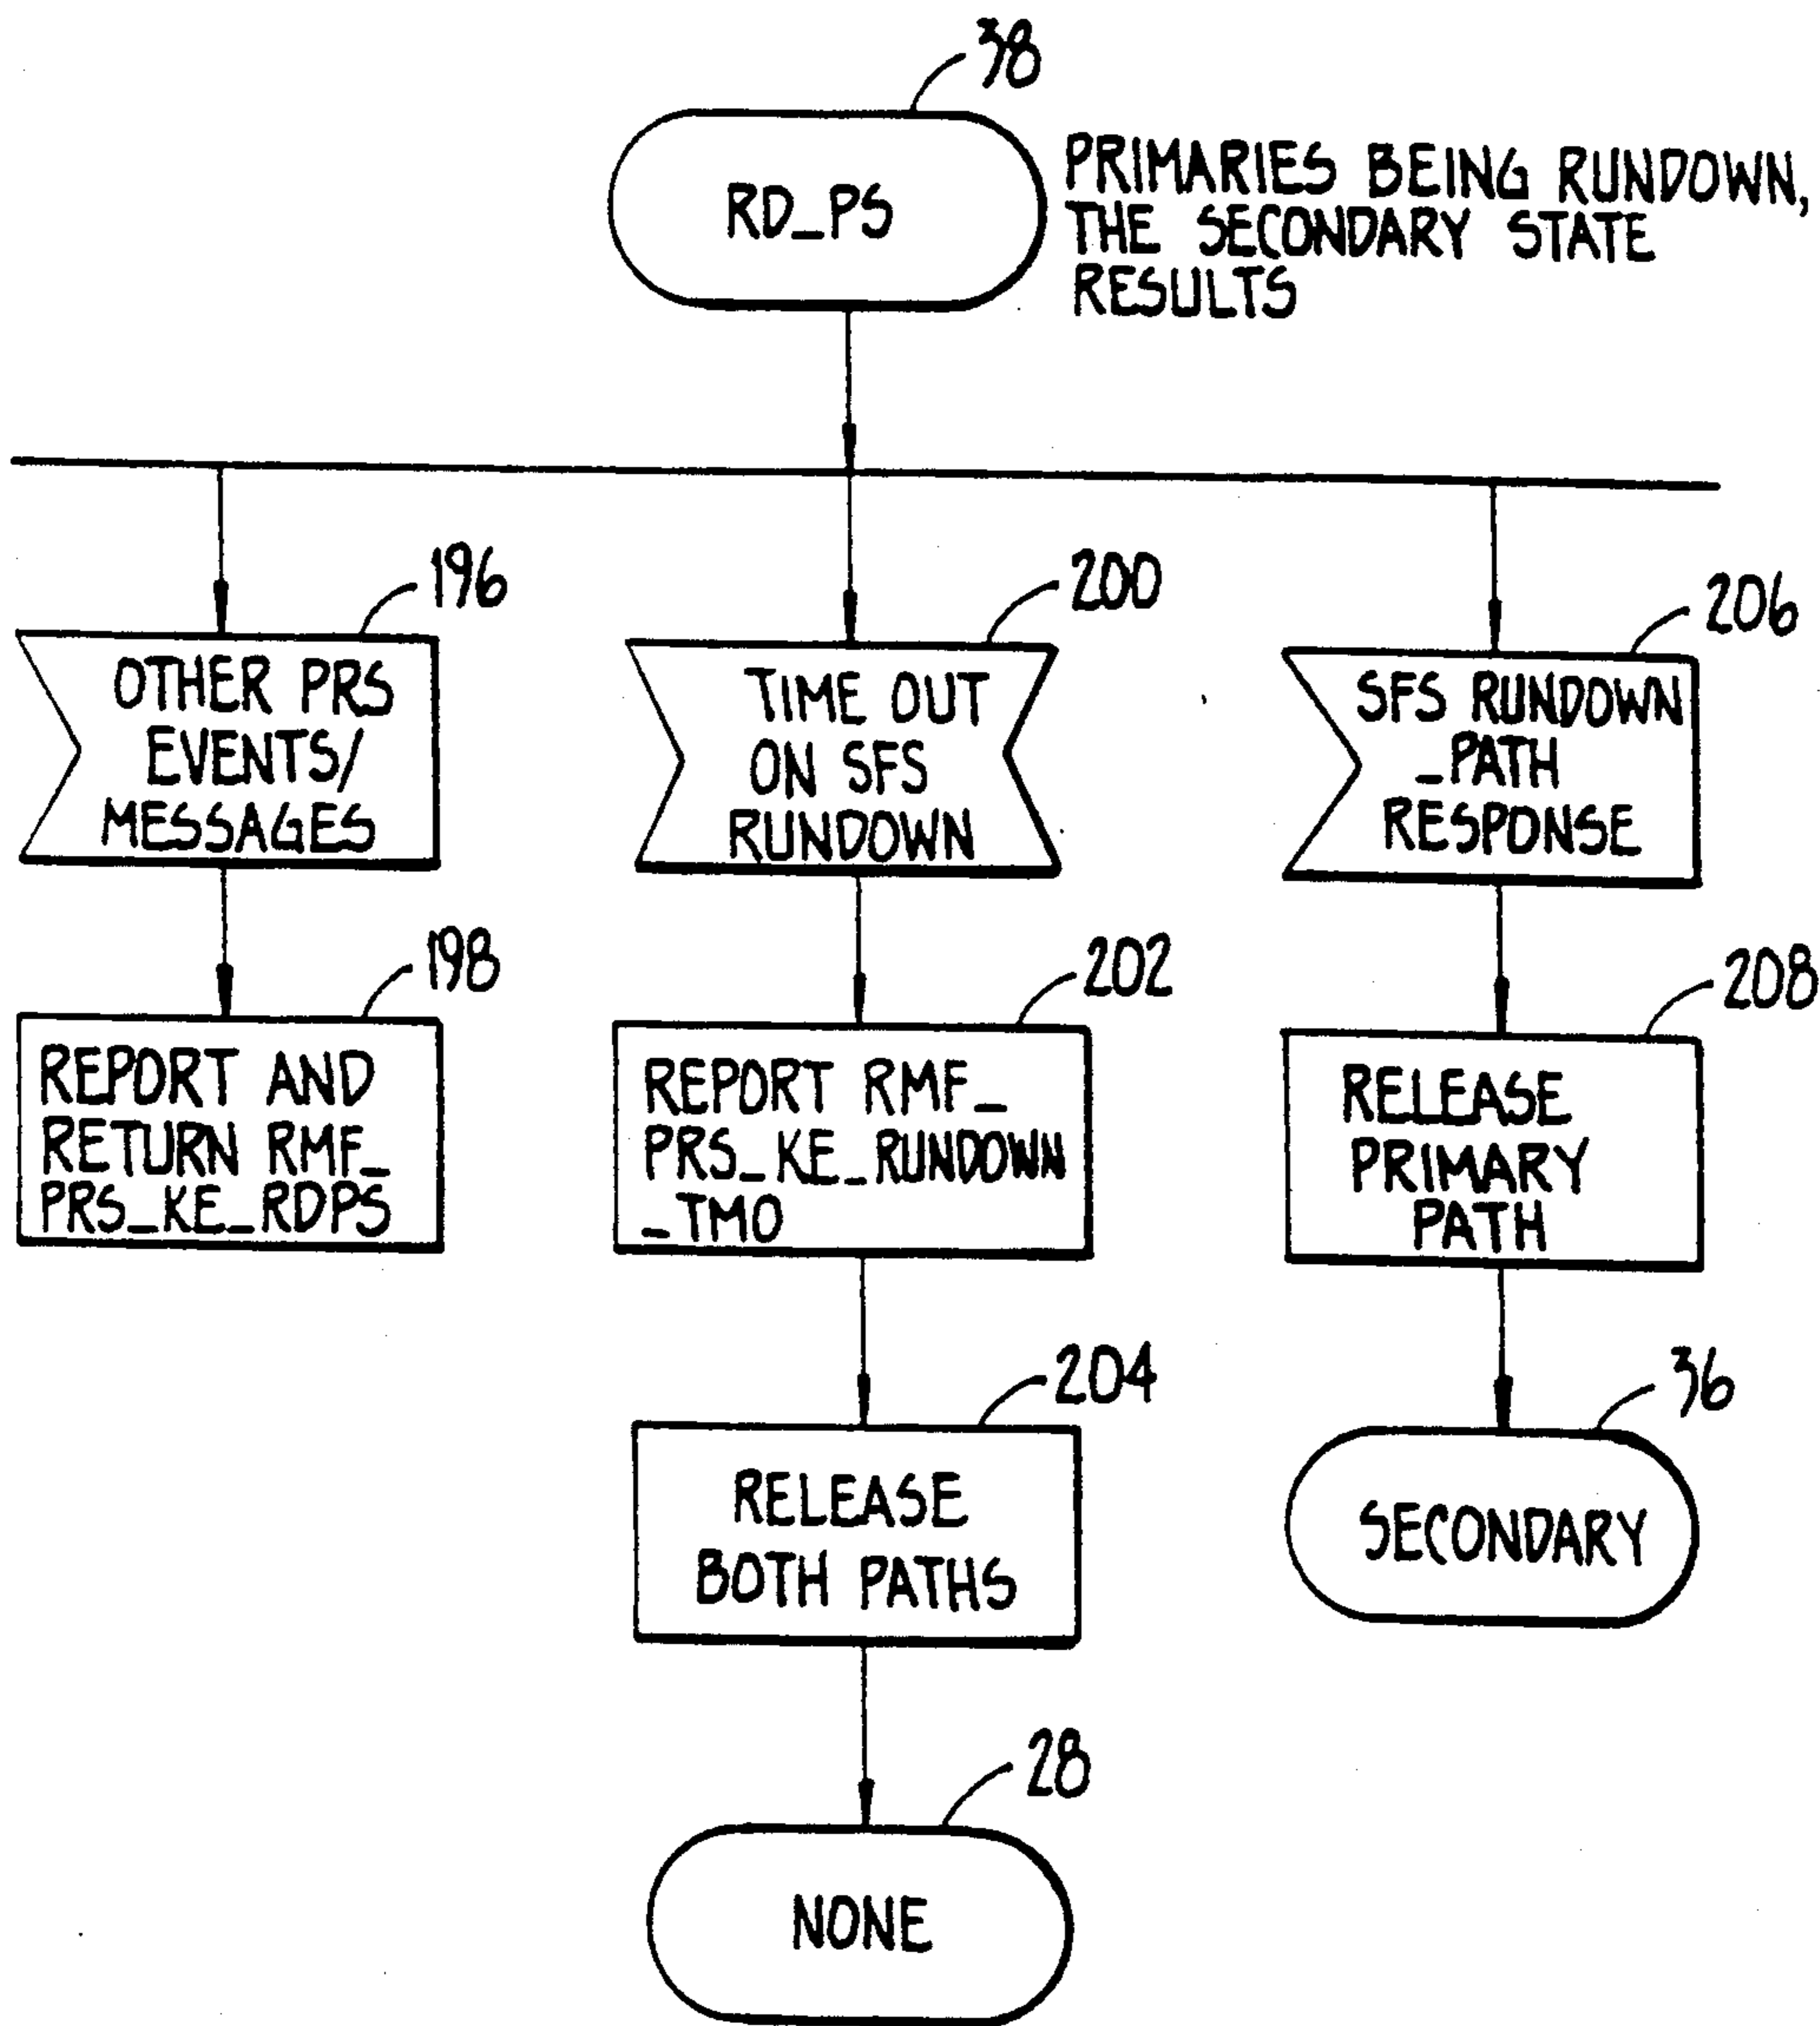 38
RD_PS
PRIMARIES BEING RUNDOWN,
THE SECONDARY STATE
RESULTS
196
OTHER PRS
EVENTS/
MESSAGES
200
TIME OUT
ON SFS
RUNDOWN
206
SFS RUNDOWN
_PATH
RESPONSE
198
REPORT AND
RETURN RMF_
PRS_KE_RDPS
202
REPORT RMF_
PRS_KE_RUNDOWN
_TMO
208
RELEASE
PRIMARY
PATH
204
RELEASE
BOTH PATHS
36
SECONDARY
28
NONE